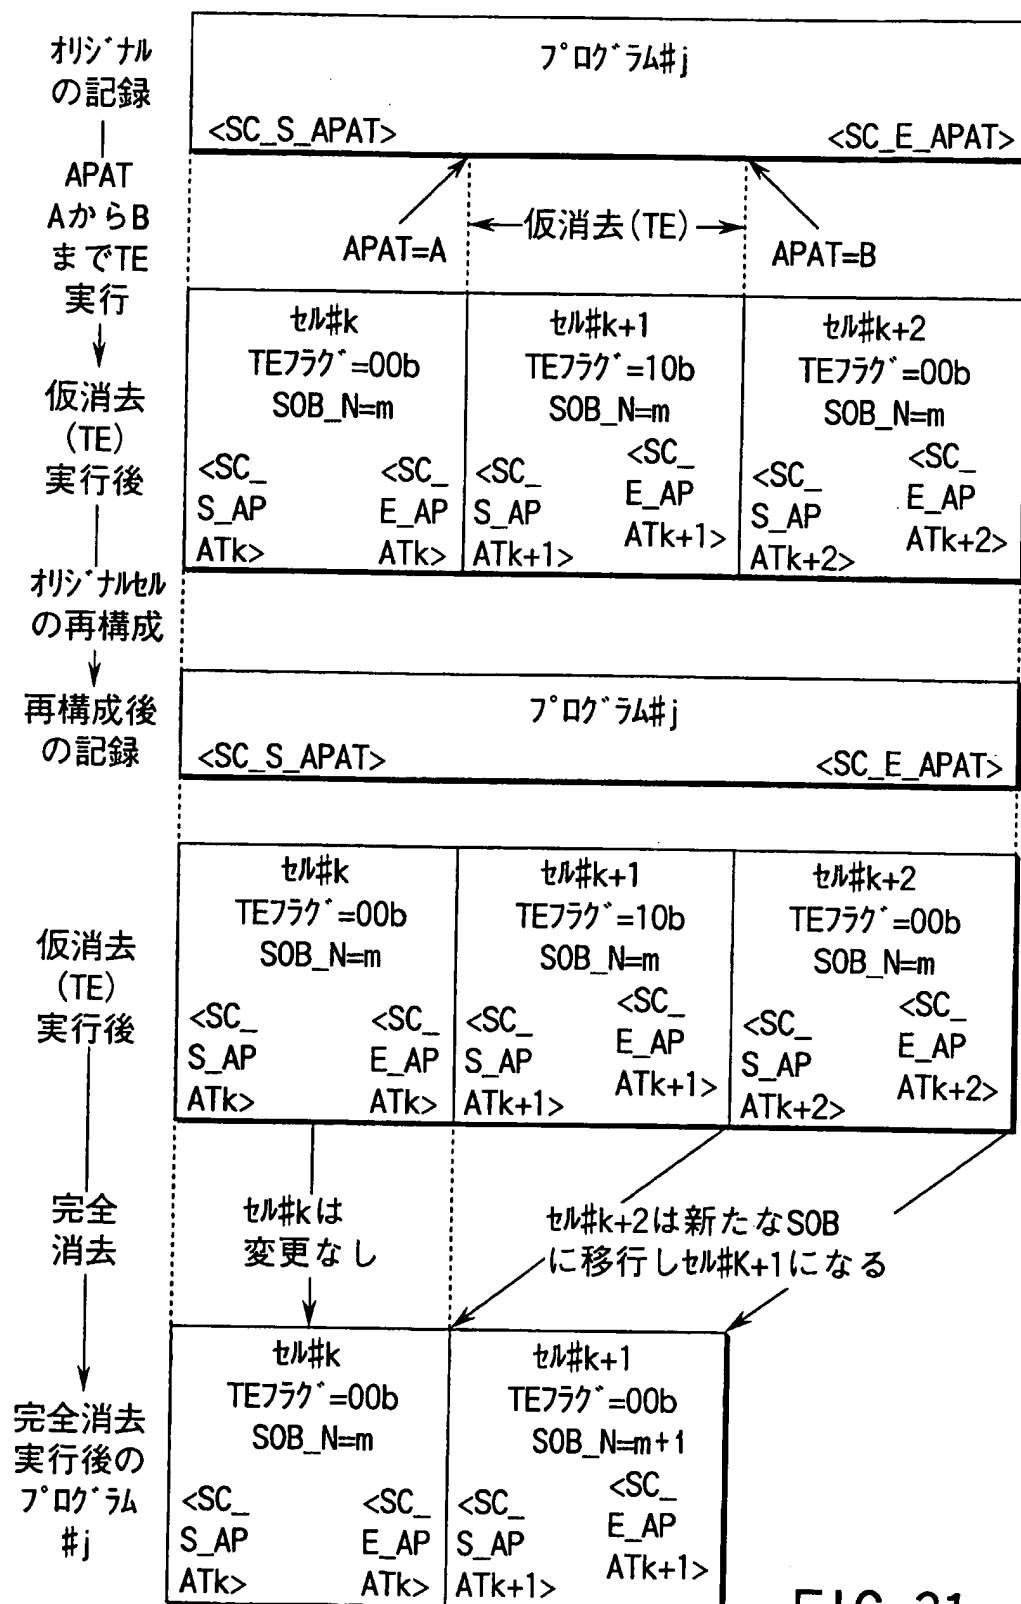 オリジナル
の記録
APAT
AからB
までTE
実行
仮消去
(TE)
実行後
オリジナルセル
の再構成
再構成後
の記録
プログラム#j
<SC_S_APAT>
<SC_E_APAT>
APAT=A
仮消去(TE)
APAT=B
セル#k
TEフラグ=00b
SOB_N=m
<SC_
S_AP
ATk>
<SC_
E_AP
ATk>
セル#k+1
TEフラグ=10b
SOB_N=m
<SC_
S_AP
ATk+1>
<SC_
E_AP
ATk+1>
セル#k+2
TEフラグ=00b
SOB_N=m
<SC_
S_AP
ATk+2>
<SC_
E_AP
ATk+2>
プログラム#j
<SC_S_APAT>
<SC_E_APAT>
仮消去
(TE)
実行後
完全
消去
完全消去
実行後の
プログラム
#j
セル#k
TEフラグ=00b
SOB_N=m
<SC_
S_AP
ATk>
<SC_
E_AP
ATk>
セル#k+1
TEフラグ=10b
SOB_N=m
<SC_
S_AP
ATk+1>
<SC_
E_AP
ATk+1>
セル#k+2
TEフラグ=00b
SOB_N=m
<SC_
S_AP
ATk+2>
<SC_
E_AP
ATk+2>
セル#kは
変更なし
セル#k+2は新たなSOB
に移行しセル#K+1になる
セル#k
TEフラグ=00b
SOB_N=m
<SC_
S_AP
ATk>
<SC_
E_AP
ATk>
セル#k+1
TEフラグ=00b
SOB_N=m+1
<SC_
S_AP
ATk+1>
<SC_
E_AP
ATk+1>